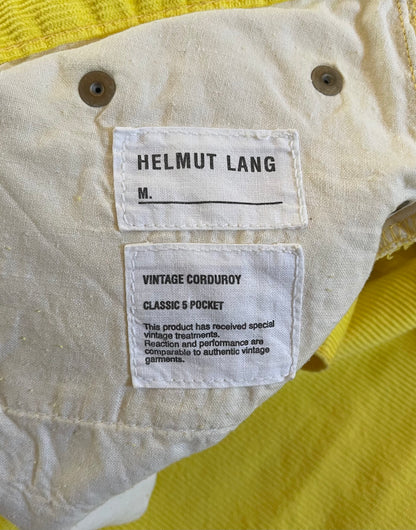 HELMUT LANG
M.
VINTAGE CORDUROY
CLASSIC 5 POCKET
This product has received special
vintage treatments.
Reaction and performance are
comparable to authentic vintage
garments.